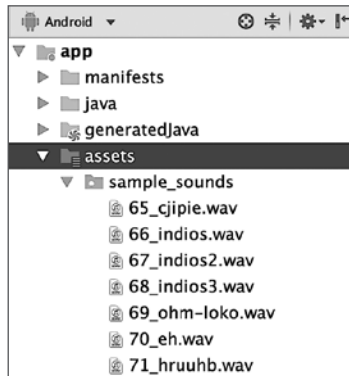 Android
app
manifests
java
generatedJava
assets
sample_sounds
65_cjipie.wav
66_indios.wav
67_indios2.wav
68_indios3.wav
69_ohm-loko.wav
70_eh.wav
71_hruuhb.wav